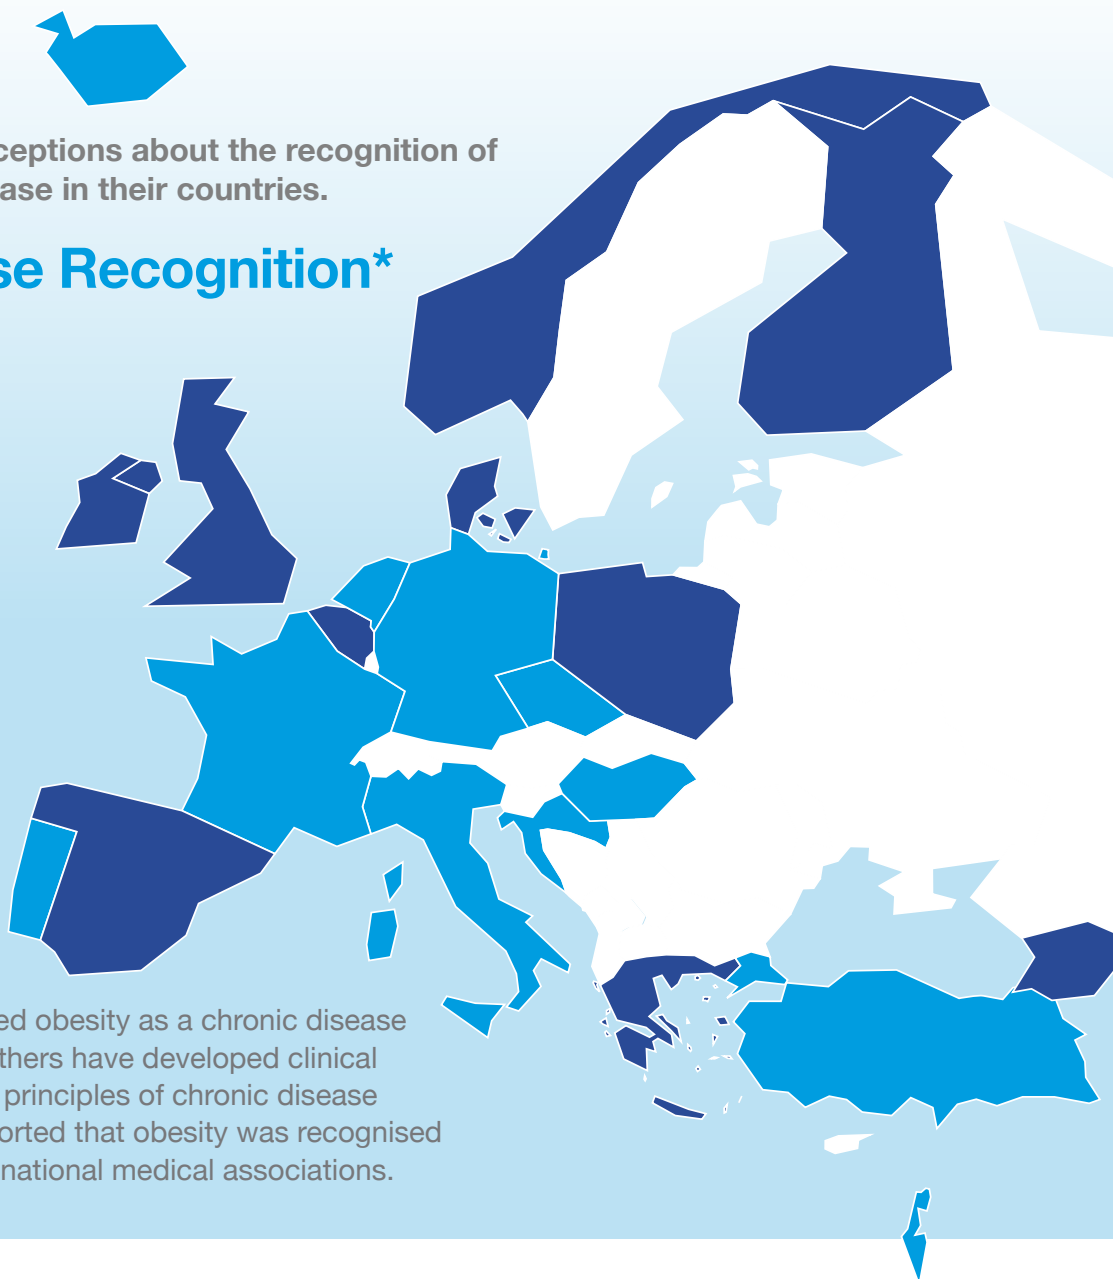 ceptions about the recognition of
ase in their countries.
se Recognition*
ed obesity as a chronic disease
thers have developed clinical
principles of chronic disease
orted that obesity was recognised
national medical associations.